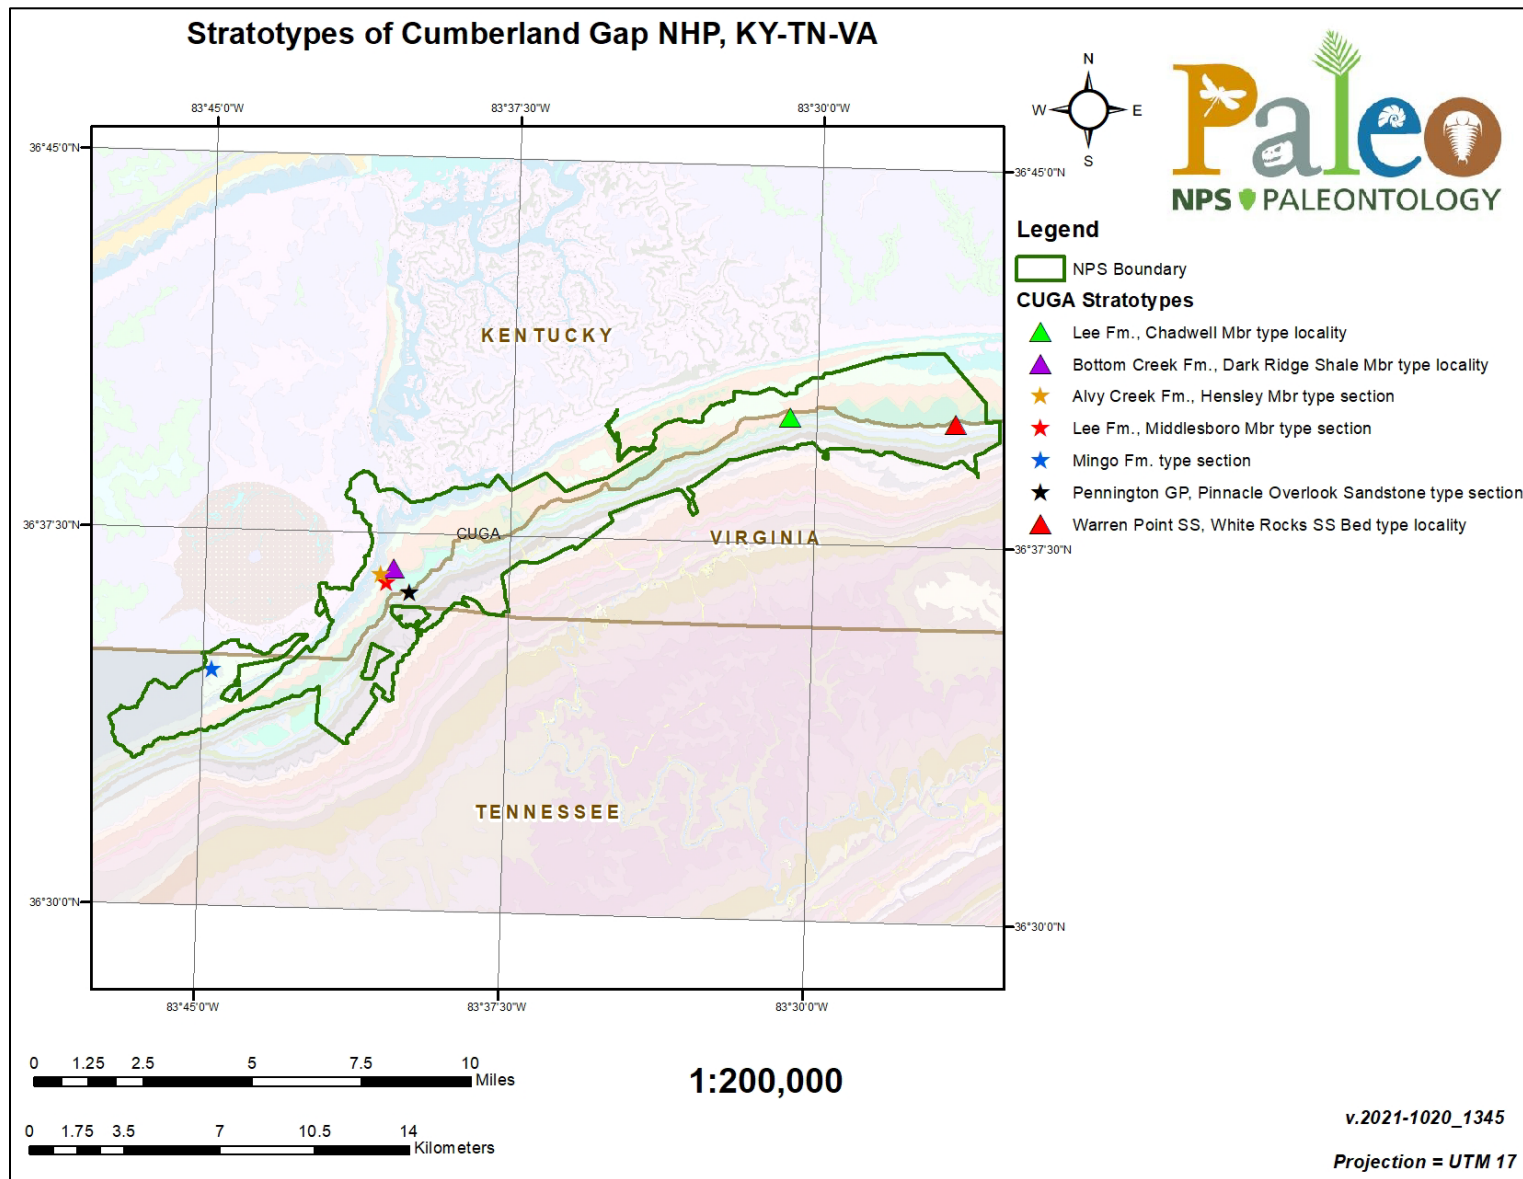 Stratotypes of Cumberland Gap NHP, KY-TN-VA
N
W E
S
Paleo
NPS PALEONTOLOGY
83°45'0"W 83°37'30"W 83°30'0"W
36°45'0"N
36°45'0"N
Legend
NPS Boundary
CUGA Stratotypes
Lee Fm., Chadwell Mbr type locality
Bottom Creek Fm., Dark Ridge Shale Mbr type locality
Alvy Creek Fm., Hensley Mbr type section
Lee Fm., Middlesboro Mbr type section
Mingo Fm. type section
Pennington GP, Pinnacle Overlook Sandstone type section
Warren Point SS, White Rocks SS Bed type locality
KENTUCKY
36°37'30"N
CUGA
VIRGINIA
36°37'30"N
TENNESSEE
36°30'0"N
36°30'0"N
83°45'0"W 83°37'30"W 83°30'0"W
0 1.25 2.5 5 7.5 10
Miles
1:200,000
0 1.75 3.5 7 10.5 14
Kilometers
v.2021-1020_1345
Projection = UTM 17